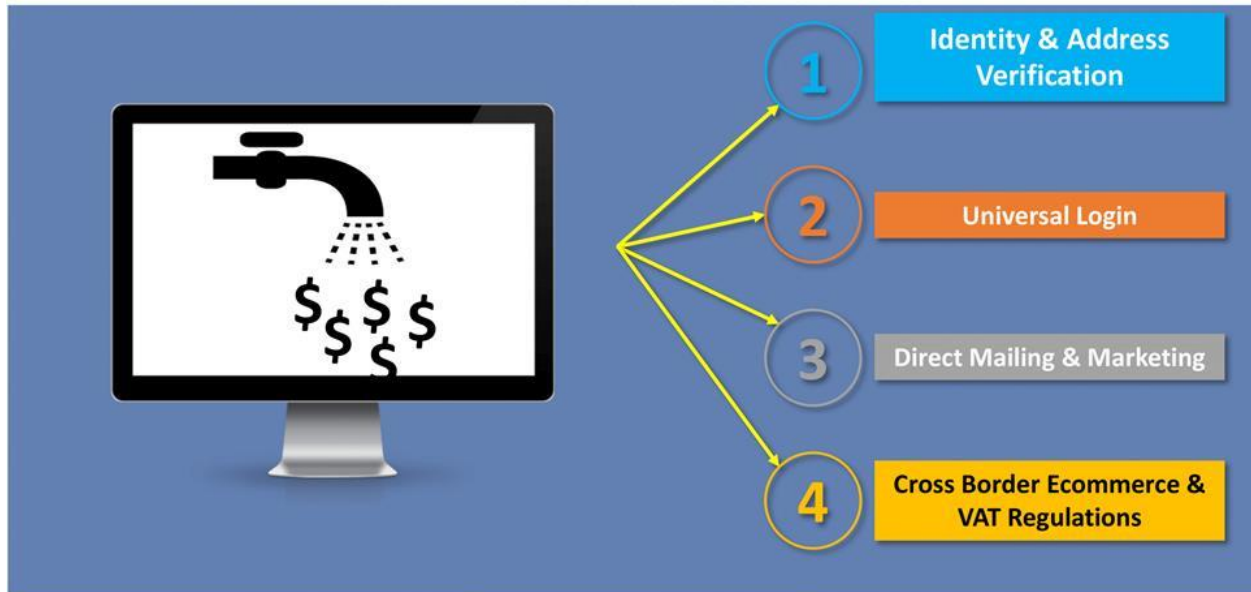 1
Identity & Address
Verification
2
Universal Login
3
Direct Mailing & Marketing
4
Cross Border Ecommerce &
VAT Regulations
$ $ $ $ $